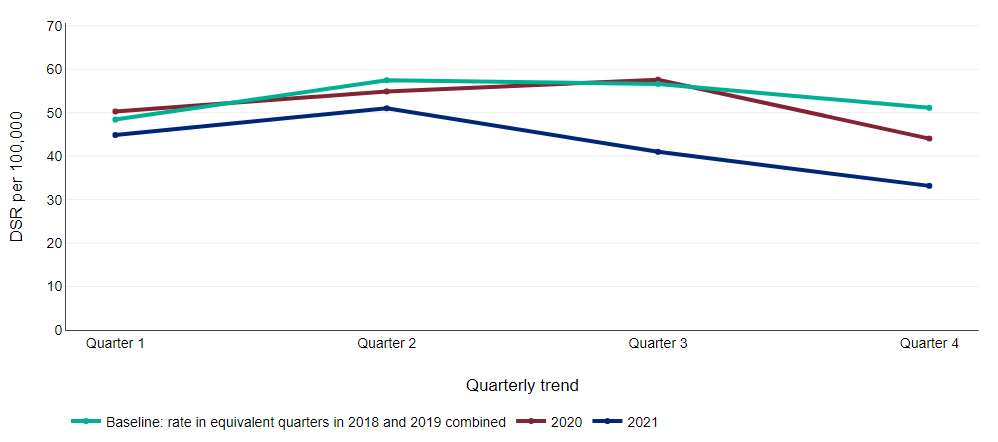 70
60
50
40
30
20
10
0
DSR per 100,000
Quarter 1 Quarter 2 Quarter 3 Quarter 4
Quarterly trend
Baseline: rate in equivalent quarters in 2018 and 2019 combined 2020 2021